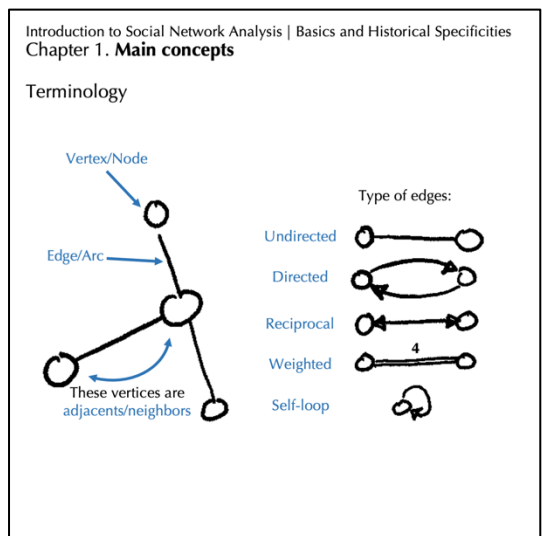 Introduction to Social Network Analysis | Basics and Historical Specificities
Chapter 1. Main concepts
Terminology
Vertex/Node
Edge/Arc
These vertices are
adjacents/neighbors
Type of edges:
Undirected
Directed
Reciprocal
4
Weighted
Self-loop